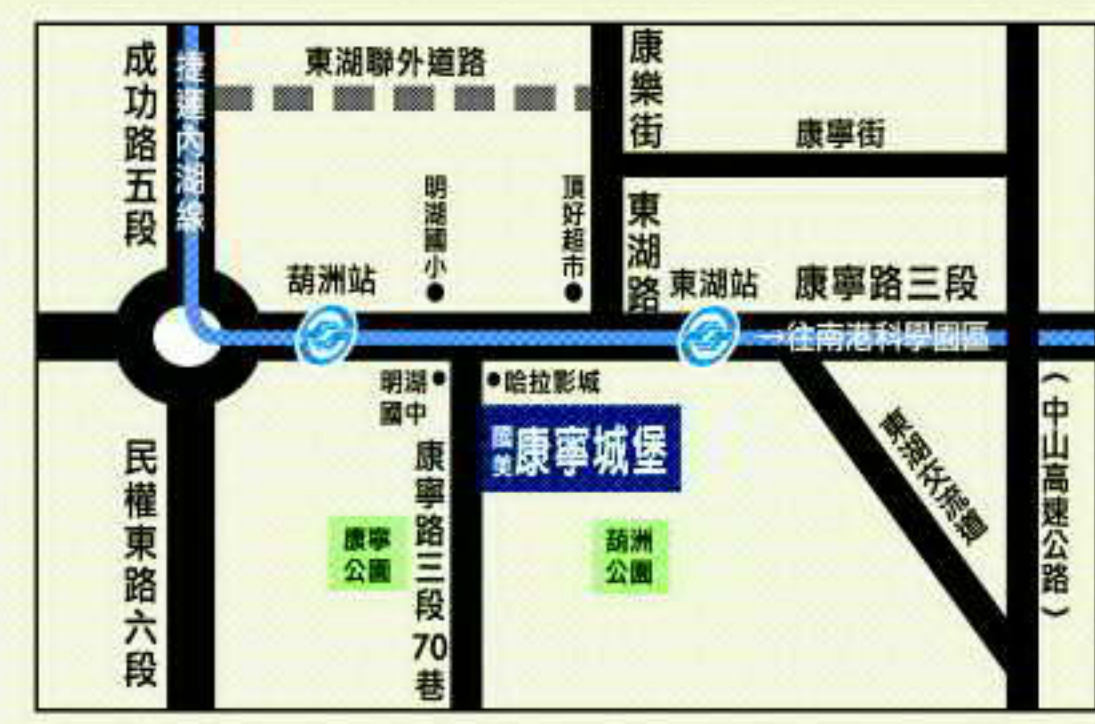 成功路五段
捷運內湖線
東湖聯外道路
康樂街
康寧街
明湖國小
頂好超市
東湖路
葫洲站
東湖站
康寧路三段
→往南港科學園區
明湖
國中
哈拉影城
國美
康寧城堡
東湖交流道
（中山高速公路）
民權東路六段
康寧路三段70巷
康寧
公園
葫洲
公園